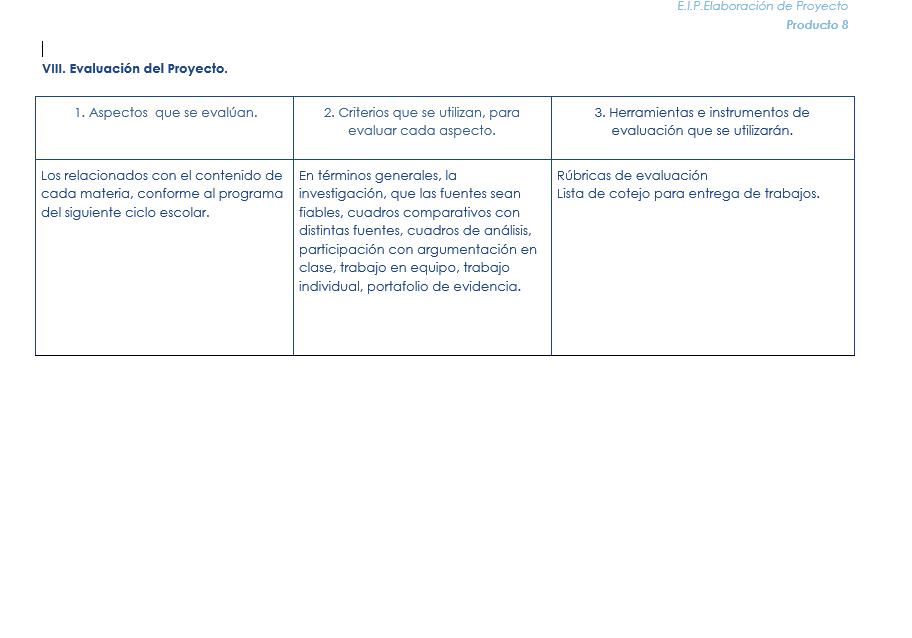 E.I.P.Elaboración de Proyecto
Producto 8
VIII. Evaluación del Proyecto.
1. Aspectos  que se evalúan.
2. Criterios que se utilizan, para
evaluar cada aspecto.
3. Herramientas e instrumentos de
evaluación que se utilizarán.
Los relacionados con el contenido de
cada materia, conforme al programa
del siguiente ciclo escolar.
En términos generales, la
investigación, que las fuentes sean
fiables, cuadros comparativos con
distintas fuentes, cuadros de análisis,
participación con argumentación en
clase, trabajo en equipo, trabajo
individual, portafolio de evidencia.
Rúbricas de evaluación
Lista de cotejo para entrega de trabajos.